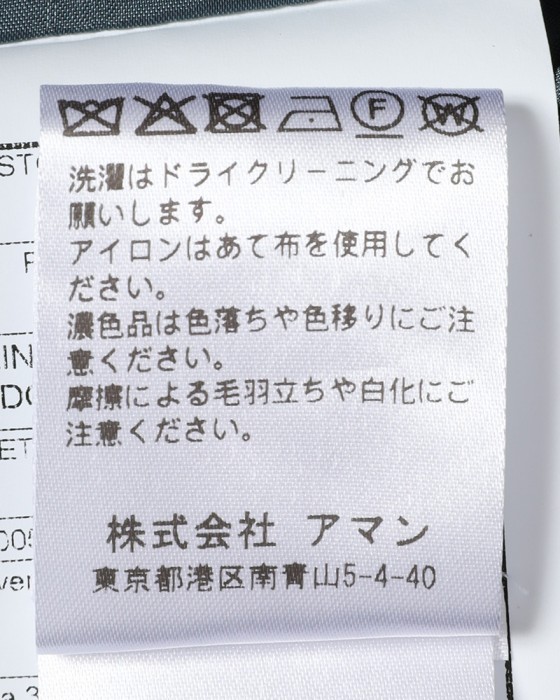 F W
洗濯はドライクリーニングでお
願いします。
アイロンはあて布を使用してく
ださい。
濃色品は色落ちや色移りにご注
意ください。
摩擦による毛羽立ちや白化にご
注意ください。
株式会社 アマン
東京都港区南青山5-4-40